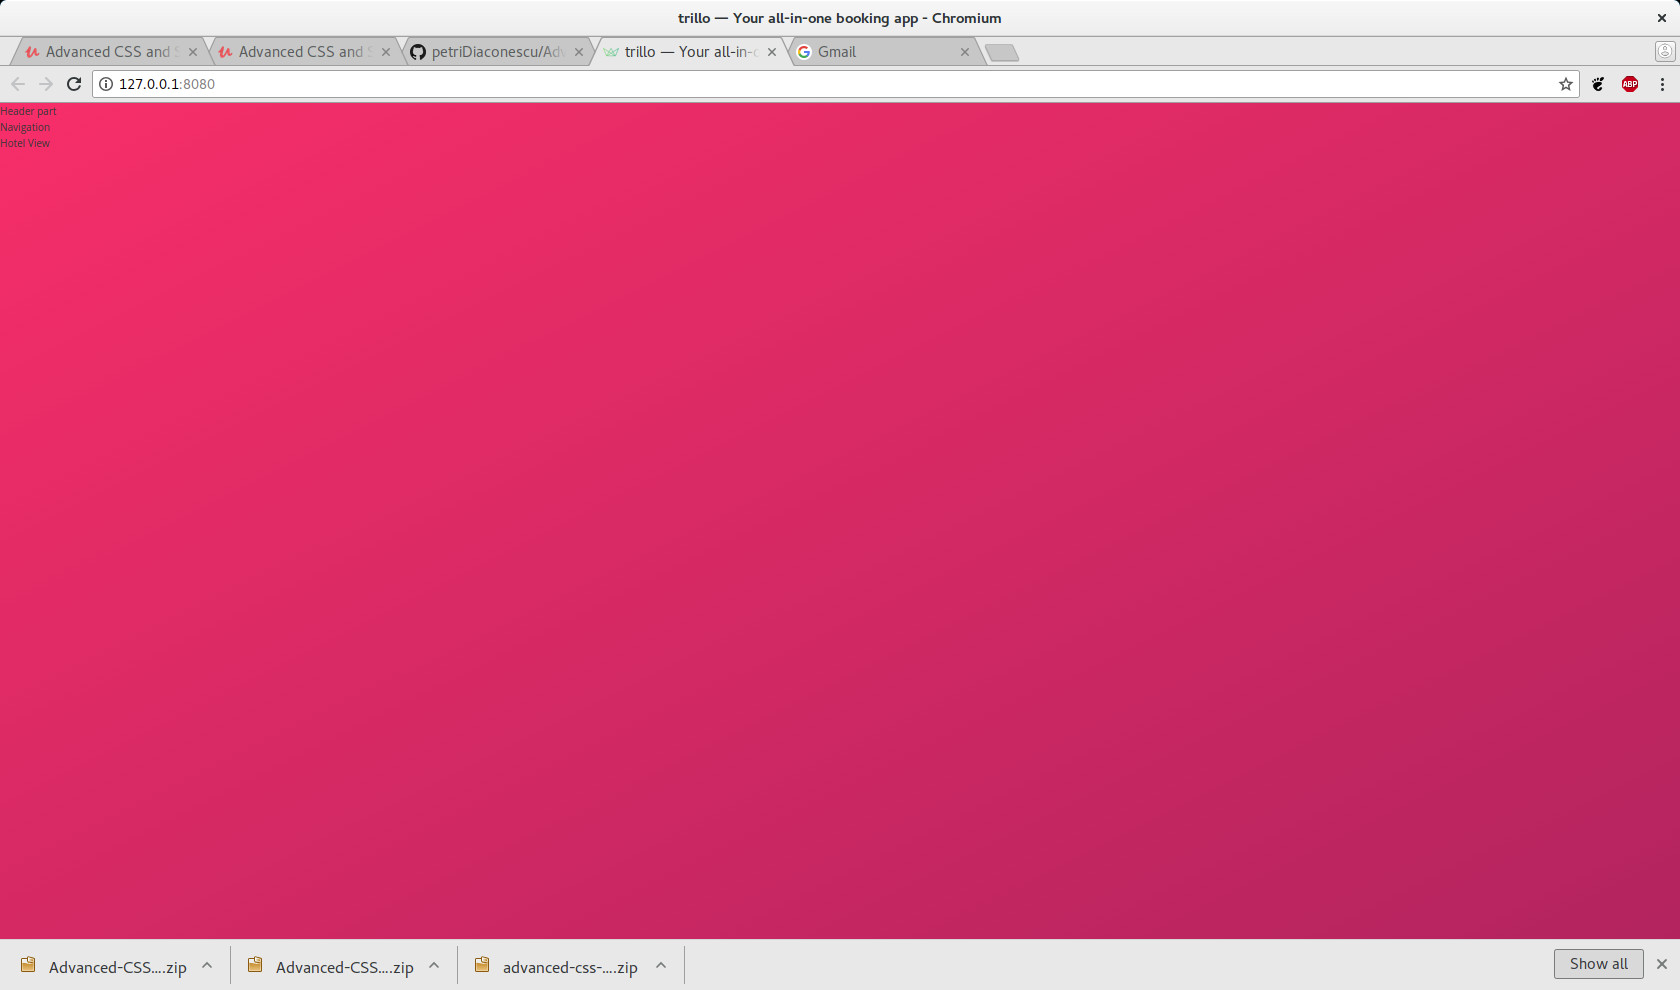 trillo — Your all-in-one booking app - Chromium
Advanced CSS and
Advanced CSS and
petriDiaconescu/Adv
trillo — Your all-in-
Gmail
127.0.0.1:8080
ABP
Header part
Navigation
Hotel View
Advanced-CSS....zip
Advanced-CSS....zip
advanced-css-....zip
Show all